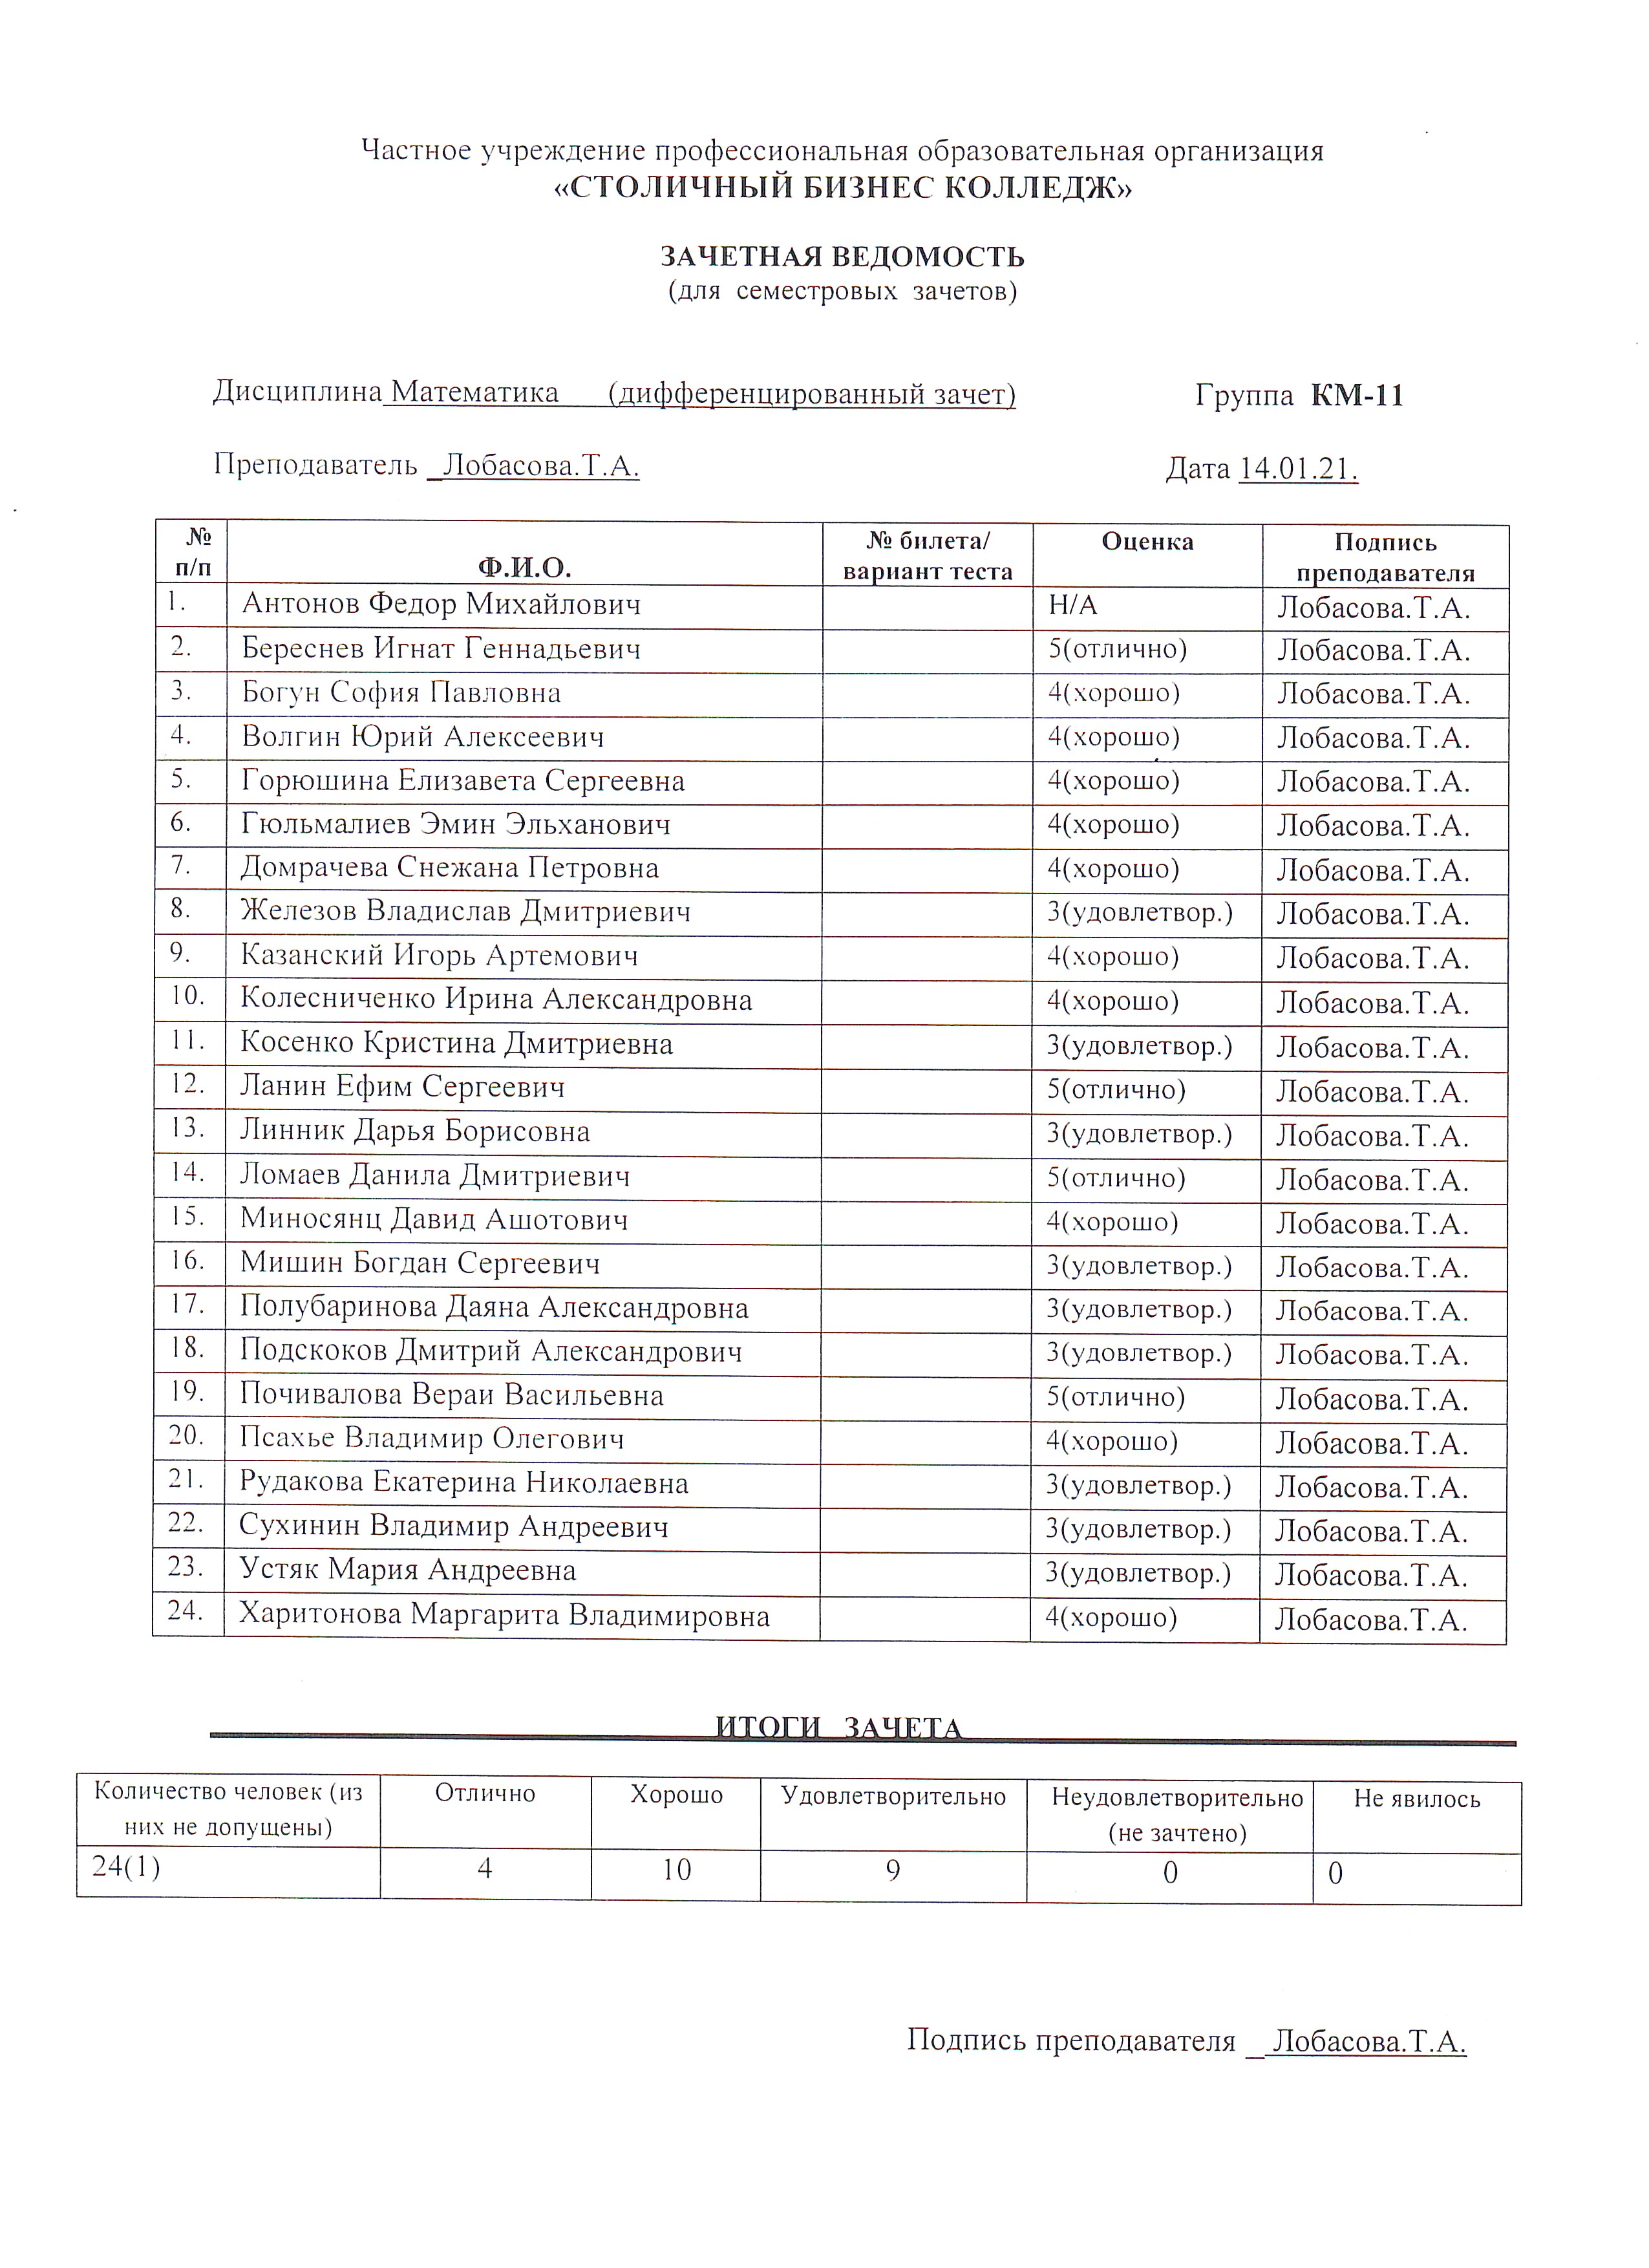 Частное учреждение профессиональная образовательная организация
«СТОЛИЧНЫЙ БИЗНЕС КОЛЛЕДЖ»
ЗАЧЕТНАЯ ВЕДОМОСТЬ
(для семестровых зачетов)
Дисциплина Математика (дифференцированный зачет) Группа КМ-11
Преподаватель _Лобасова.Т.А. Дата 14.01.21.
№ п/п Ф.И.О. № билета/ вариант теста Оценка Подпись преподавателя
1. Антонов Федор Михайлович Н/А Лобасова.Т.А.
2. Береснев Игнат Геннадьевич 5(отлично) Лобасова.Т.А.
3. Богун София Павловна 4(хорошо) Лобасова.Т.А.
4. Волгин Юрий Алексеевич 4(хорошо) Лобасова.Т.А.
5. Горюшина Елизавета Сергеевна 4(хорошо) Лобасова.Т.А.
6. Гюльмалиев Эмин Эльханович 4(хорошо) Лобасова.Т.А.
7. Домрачева Снежана Петровна 4(хорошо) Лобасова.Т.А.
8. Железов Владислав Дмитриевич 3(удовлетвор.) Лобасова.Т.А.
9. Казанский Игорь Артемович 4(хорошо) Лобасова.Т.А.
10. Колесниченко Ирина Александровна 4(хорошо) Лобасова.Т.А.
11. Косенко Кристина Дмитриевна 3(удовлетвор.) Лобасова.Т.А.
12. Ланин Ефим Сергеевич 5(отлично) Лобасова.Т.А.
13. Линник Дарья Борисовна 3(удовлетвор.) Лобасова.Т.А.
14. Ломаев Данила Дмитриевич 5(отлично) Лобасова.Т.А.
15. Миносянц Давид Ашотович 4(хорошо) Лобасова.Т.А.
16. Мишин Богдан Сергеевич 3(удовлетвор.) Лобасова.Т.А.
17. Полубаринова Даяна Александровна 3(удовлетвор.) Лобасова.Т.А.
18. Подскоков Дмитрий Александрович 3(удовлетвор.) Лобасова.Т.А.
19. Почивалова Вераи Васильевна 5(отлично) Лобасова.Т.А.
20. Псахье Владимир Олегович 4(хорошо) Лобасова.Т.А.
21. Рудакова Екатерина Николаевна 3(удовлетвор.) Лобасова.Т.А.
22. Сухинин Владимир Андреевич 3(удовлетвор.) Лобасова.Т.А.
23. Устяк Мария Андреевна 3(удовлетвор.) Лобасова.Т.А.
24. Харитонова Маргарита Владимировна 4(хорошо) Лобасова.Т.А.
ИТОГИ ЗАЧЕТА
Количество человек (из них не допущены) Отлично Хорошо Удовлетворительно Неудовлетворительно (не зачтено) Не явилось
24(1) 4 10 9 0 0
Подпись преподавателя _ Лобасова.Т.А.